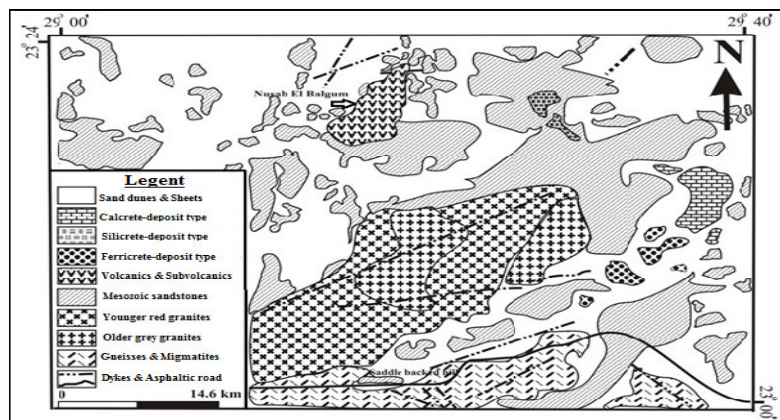 29° 00'
29° 40'
23° 24'
N
Nusab El Balgum
Legent
Sand dunes & Sheets
Calcrete-deposit type
Silicrete-deposit type
Ferricrete-deposit type
Volcanics & Subvolcanics
Mesozoic sandstones
Younger red granites
Older grey granites
Gneisses & Migmatites
Dykes & Asphaltic road
Saddle backed hill
0 14.6 km
23° 00'